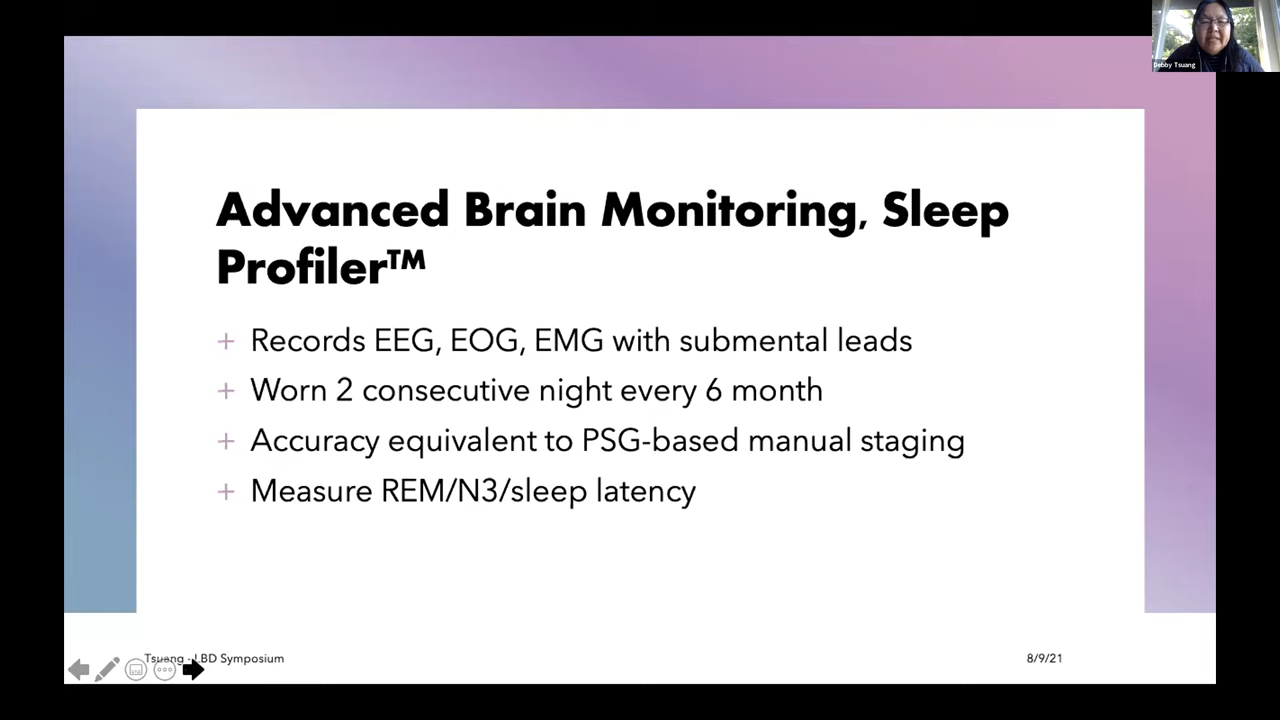 Debby Tsuang
Advanced Brain Monitoring, Sleep
Profiler™
+ Records EEG, EOG, EMG with submental leads
+ Worn 2 consecutive night every 6 month
+ Accuracy equivalent to PSG-based manual staging
+ Measure REM/N3/sleep latency
Tsuang - LBD Symposium
8/9/21